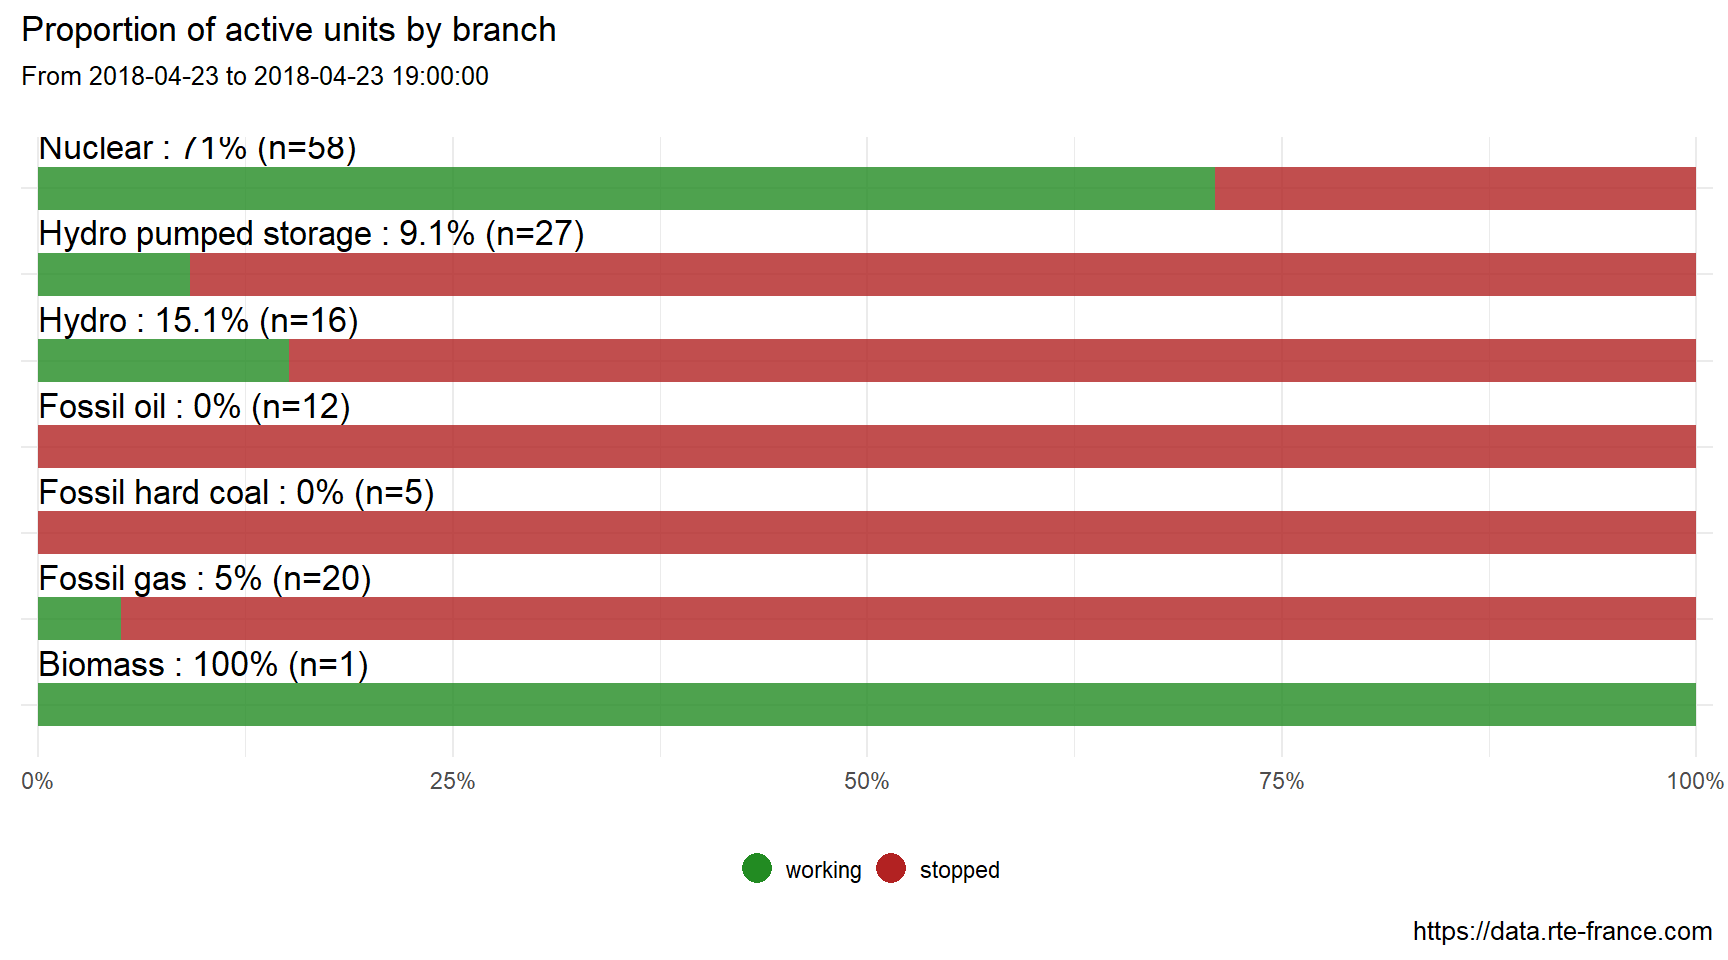 Proportion of active units by branch
From 2018-04-23 to 2018-04-23 19:00:00
Nuclear : 71% (n=58)
Hydro pumped storage : 9.1% (n=27)
Hydro : 15.1% (n=16)
Fossil oil : 0% (n=12)
Fossil hard coal : 0% (n=5)
Fossil gas : 5% (n=20)
Biomass : 100% (n=1)
0% 25% 50% 75% 100%
working stopped
https://data.rte-france.com